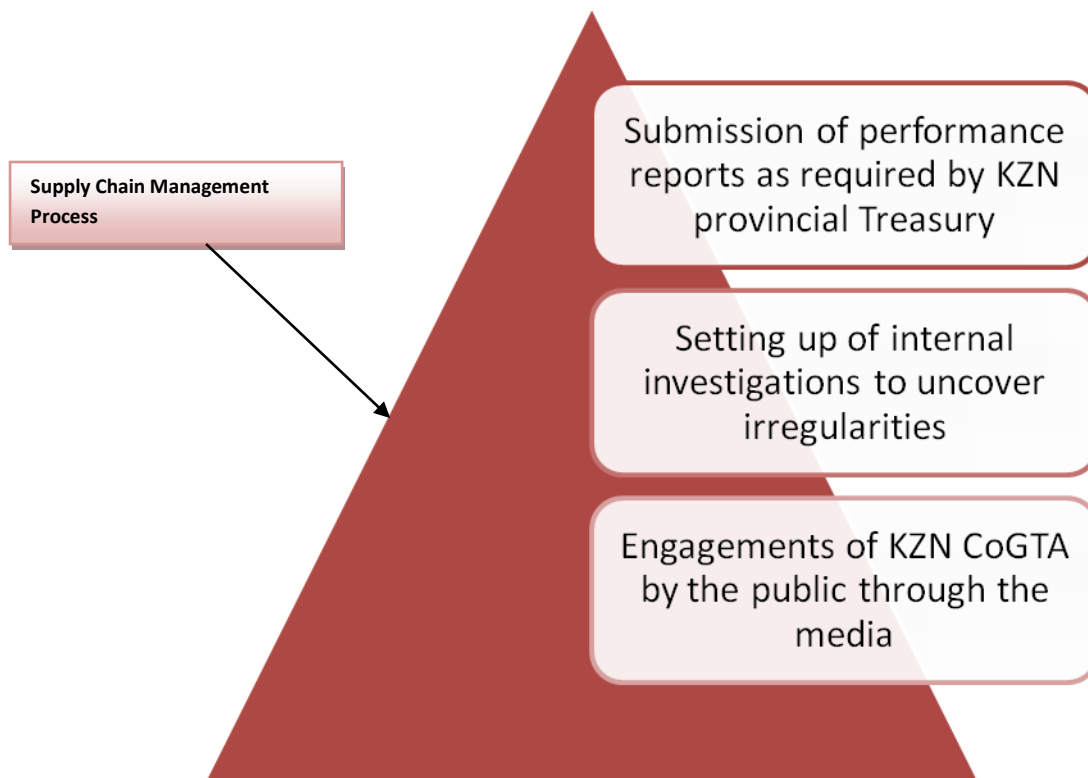 Supply Chain Management
Process
Submission of performance
reports as required by KZN
provincial Treasury
Setting up of internal
investigations to uncover
irregularities
Engagements of KZN CoGTA
by the public through the
media